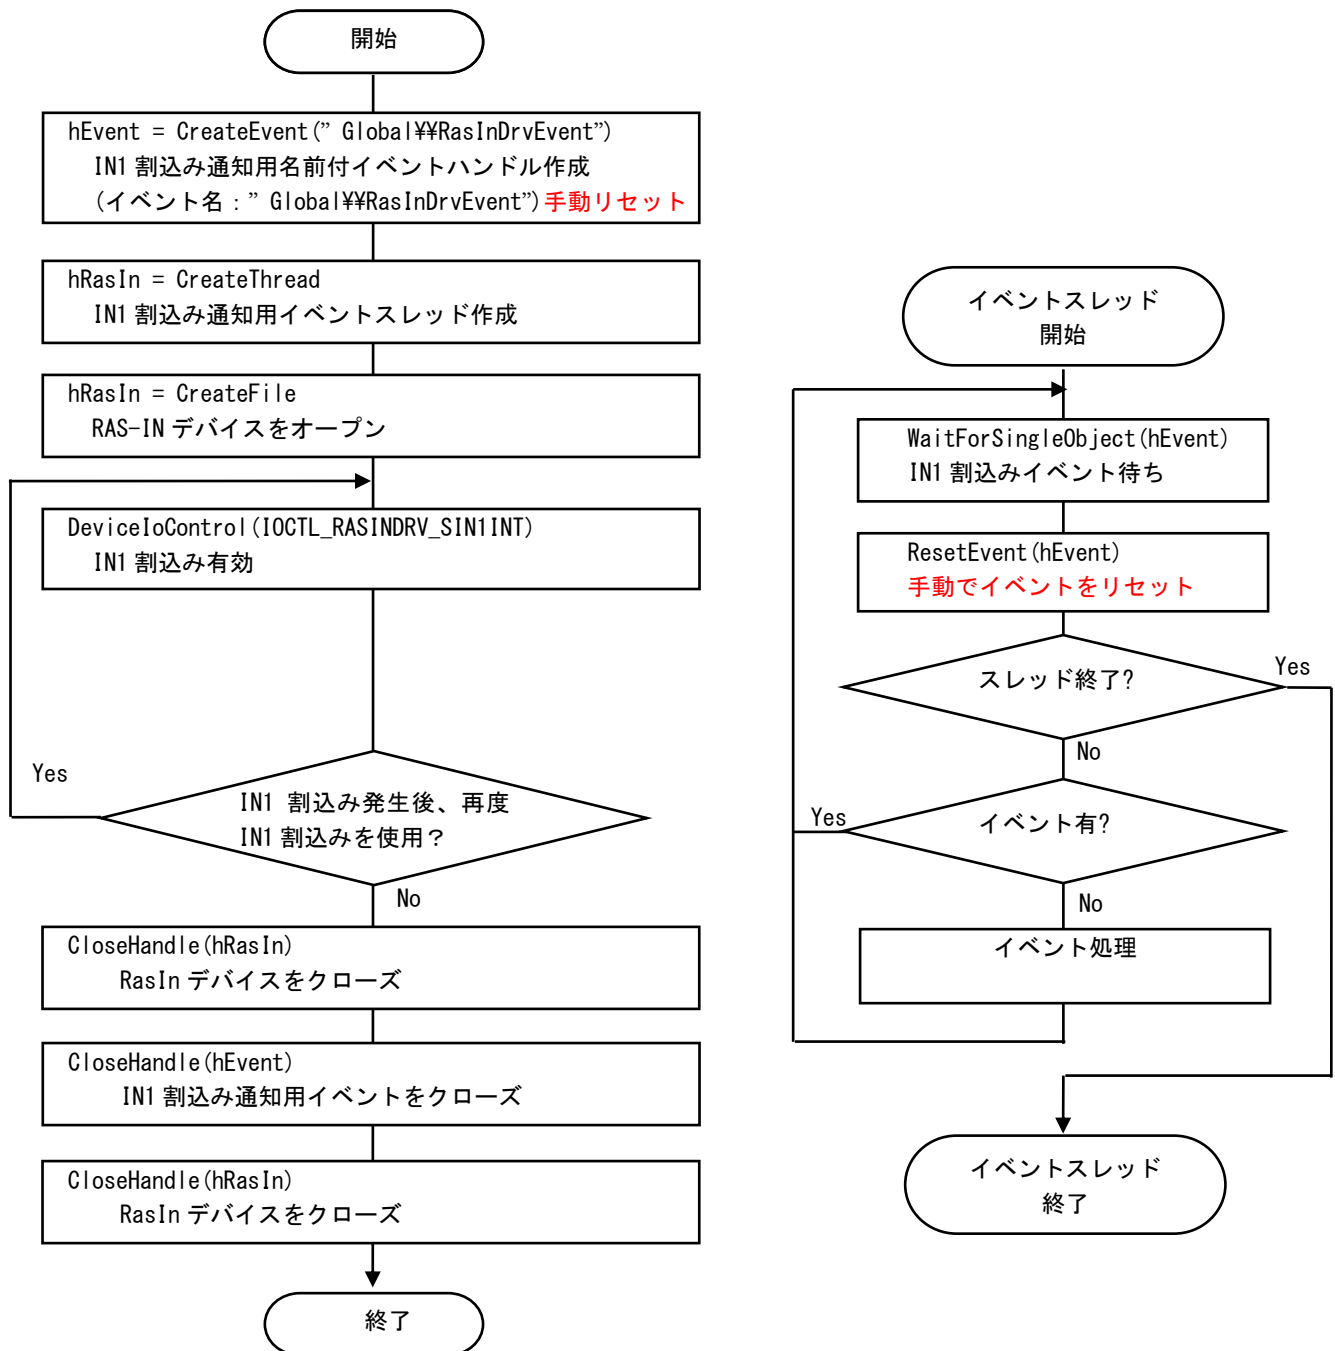 開始
hEvent = CreateEvent(” Global¥¥RasInDrvEvent”)
IN1 割込み通知用名前付イベントハンドル作成
(イベント名：” Global¥¥RasInDrvEvent”)手動リセット
hRasIn = CreateThread
IN1 割込み通知用イベントスレッド作成
hRasIn = CreateFile
RAS-IN デバイスをオープン
DeviceIoControl(IOCTL_RASINDRV_SIN1INT)
IN1 割込み有効
Yes
IN1 割込み発生後、再度
IN1 割込みを使用？
No
CloseHandle(hRasIn)
RasIn デバイスをクローズ
CloseHandle(hEvent)
IN1 割込み通知用イベントをクローズ
CloseHandle(hRasIn)
RasIn デバイスをクローズ
終了
イベントスレッド
開始
WaitForSingleObject(hEvent)
IN1 割込みイベント待ち
ResetEvent(hEvent)
手動でイベントをリセット
スレッド終了?
Yes
No
イベント有?
Yes
No
イベント処理
イベントスレッド
終了